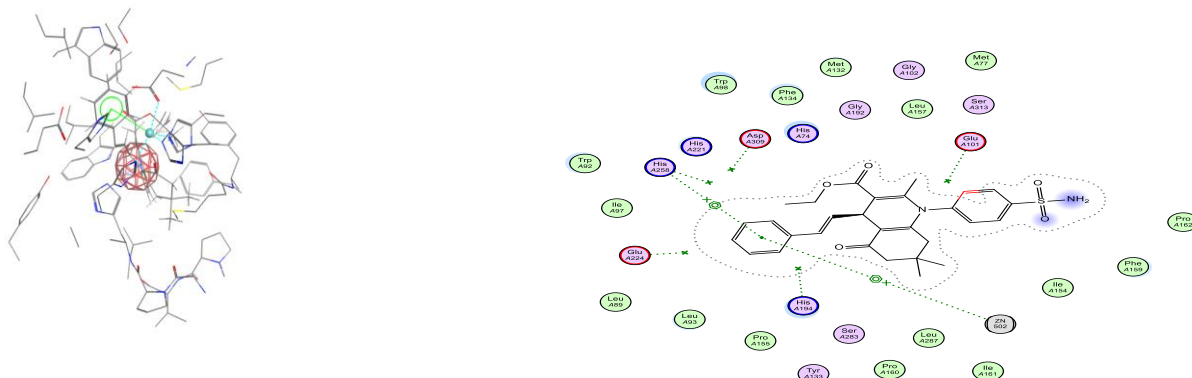 Met
A132
Gly
A102
Met
A77
Trp
A98
Phe
A134
Gly
A192
Leu
A157
Ser
A313
His
A74
Asp
A309
His
A221
Glu
A101
Trp
A92
His
A258
O
O
O
NH₂
S
O
N
Ile
A97
Pro
A162
O
Glu
A224
Phe
A159
Ile
A154
Leu
A89
His
A194
Leu
A93
ZN
502
Pro
A155
Ser
A283
Leu
A287
Tyr
A133
Pro
A160
Ile
A161